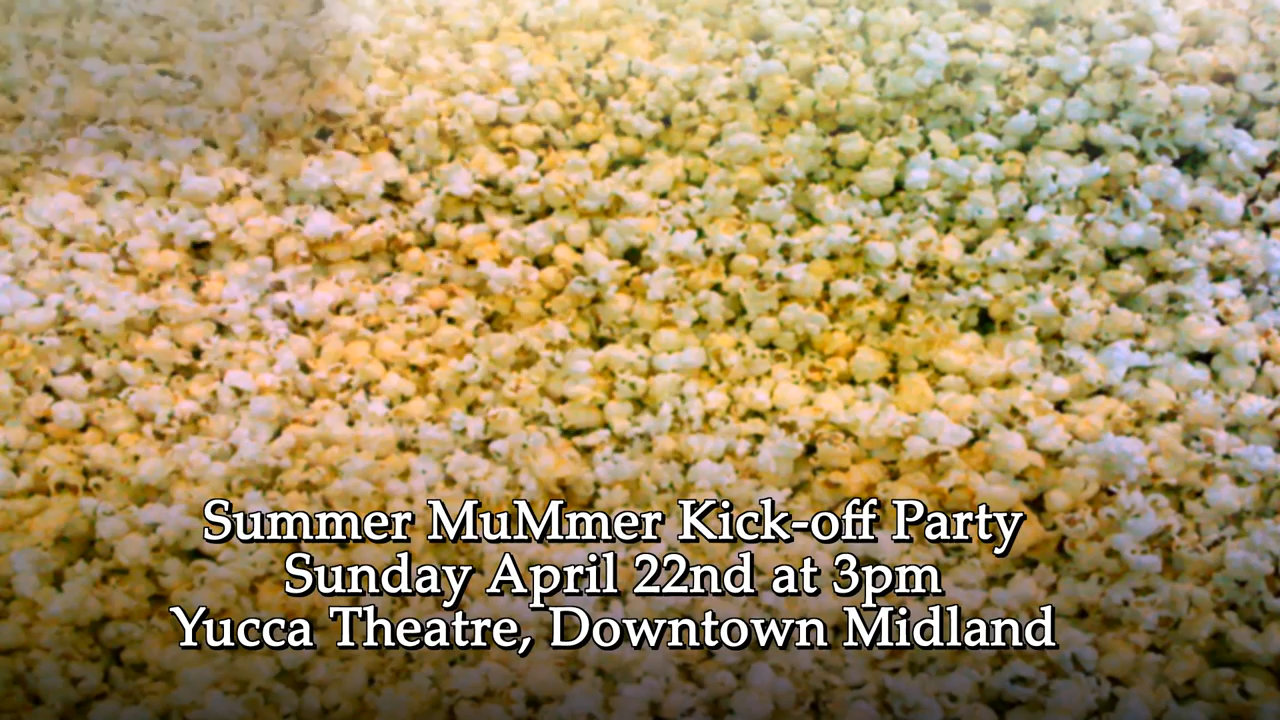 Summer MuMmer Kick-off Party
Sunday April 22nd at 3pm
Yucca Theatre, Downtown Midland